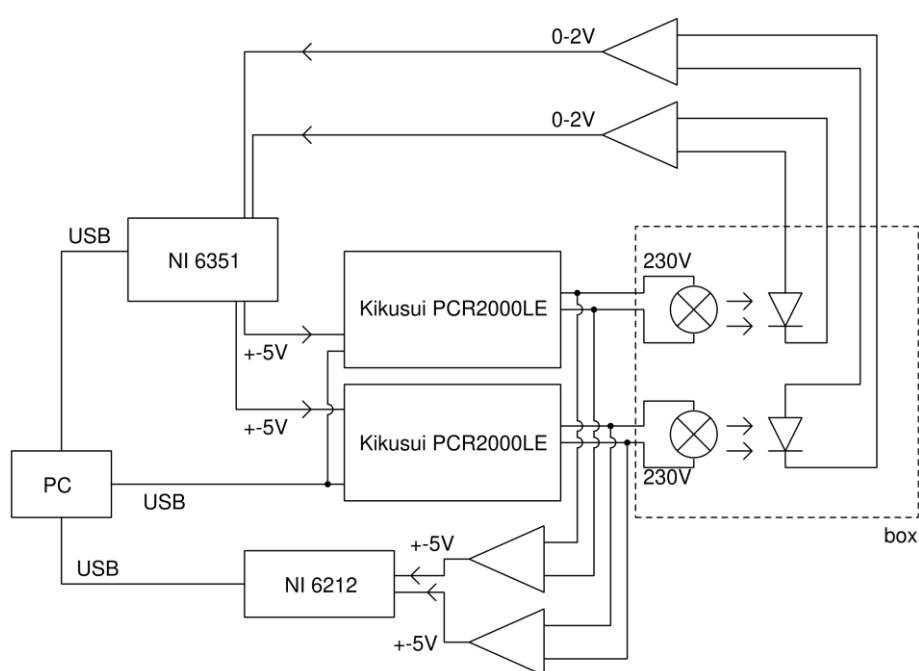 0-2V
0-2V
USB
NI 6351
230V
Kikusui PCR2000LE
+-5V
Kikusui PCR2000LE
+-5V
230V
PC
USB
box
+-5V
USB
NI 6212
+-5V